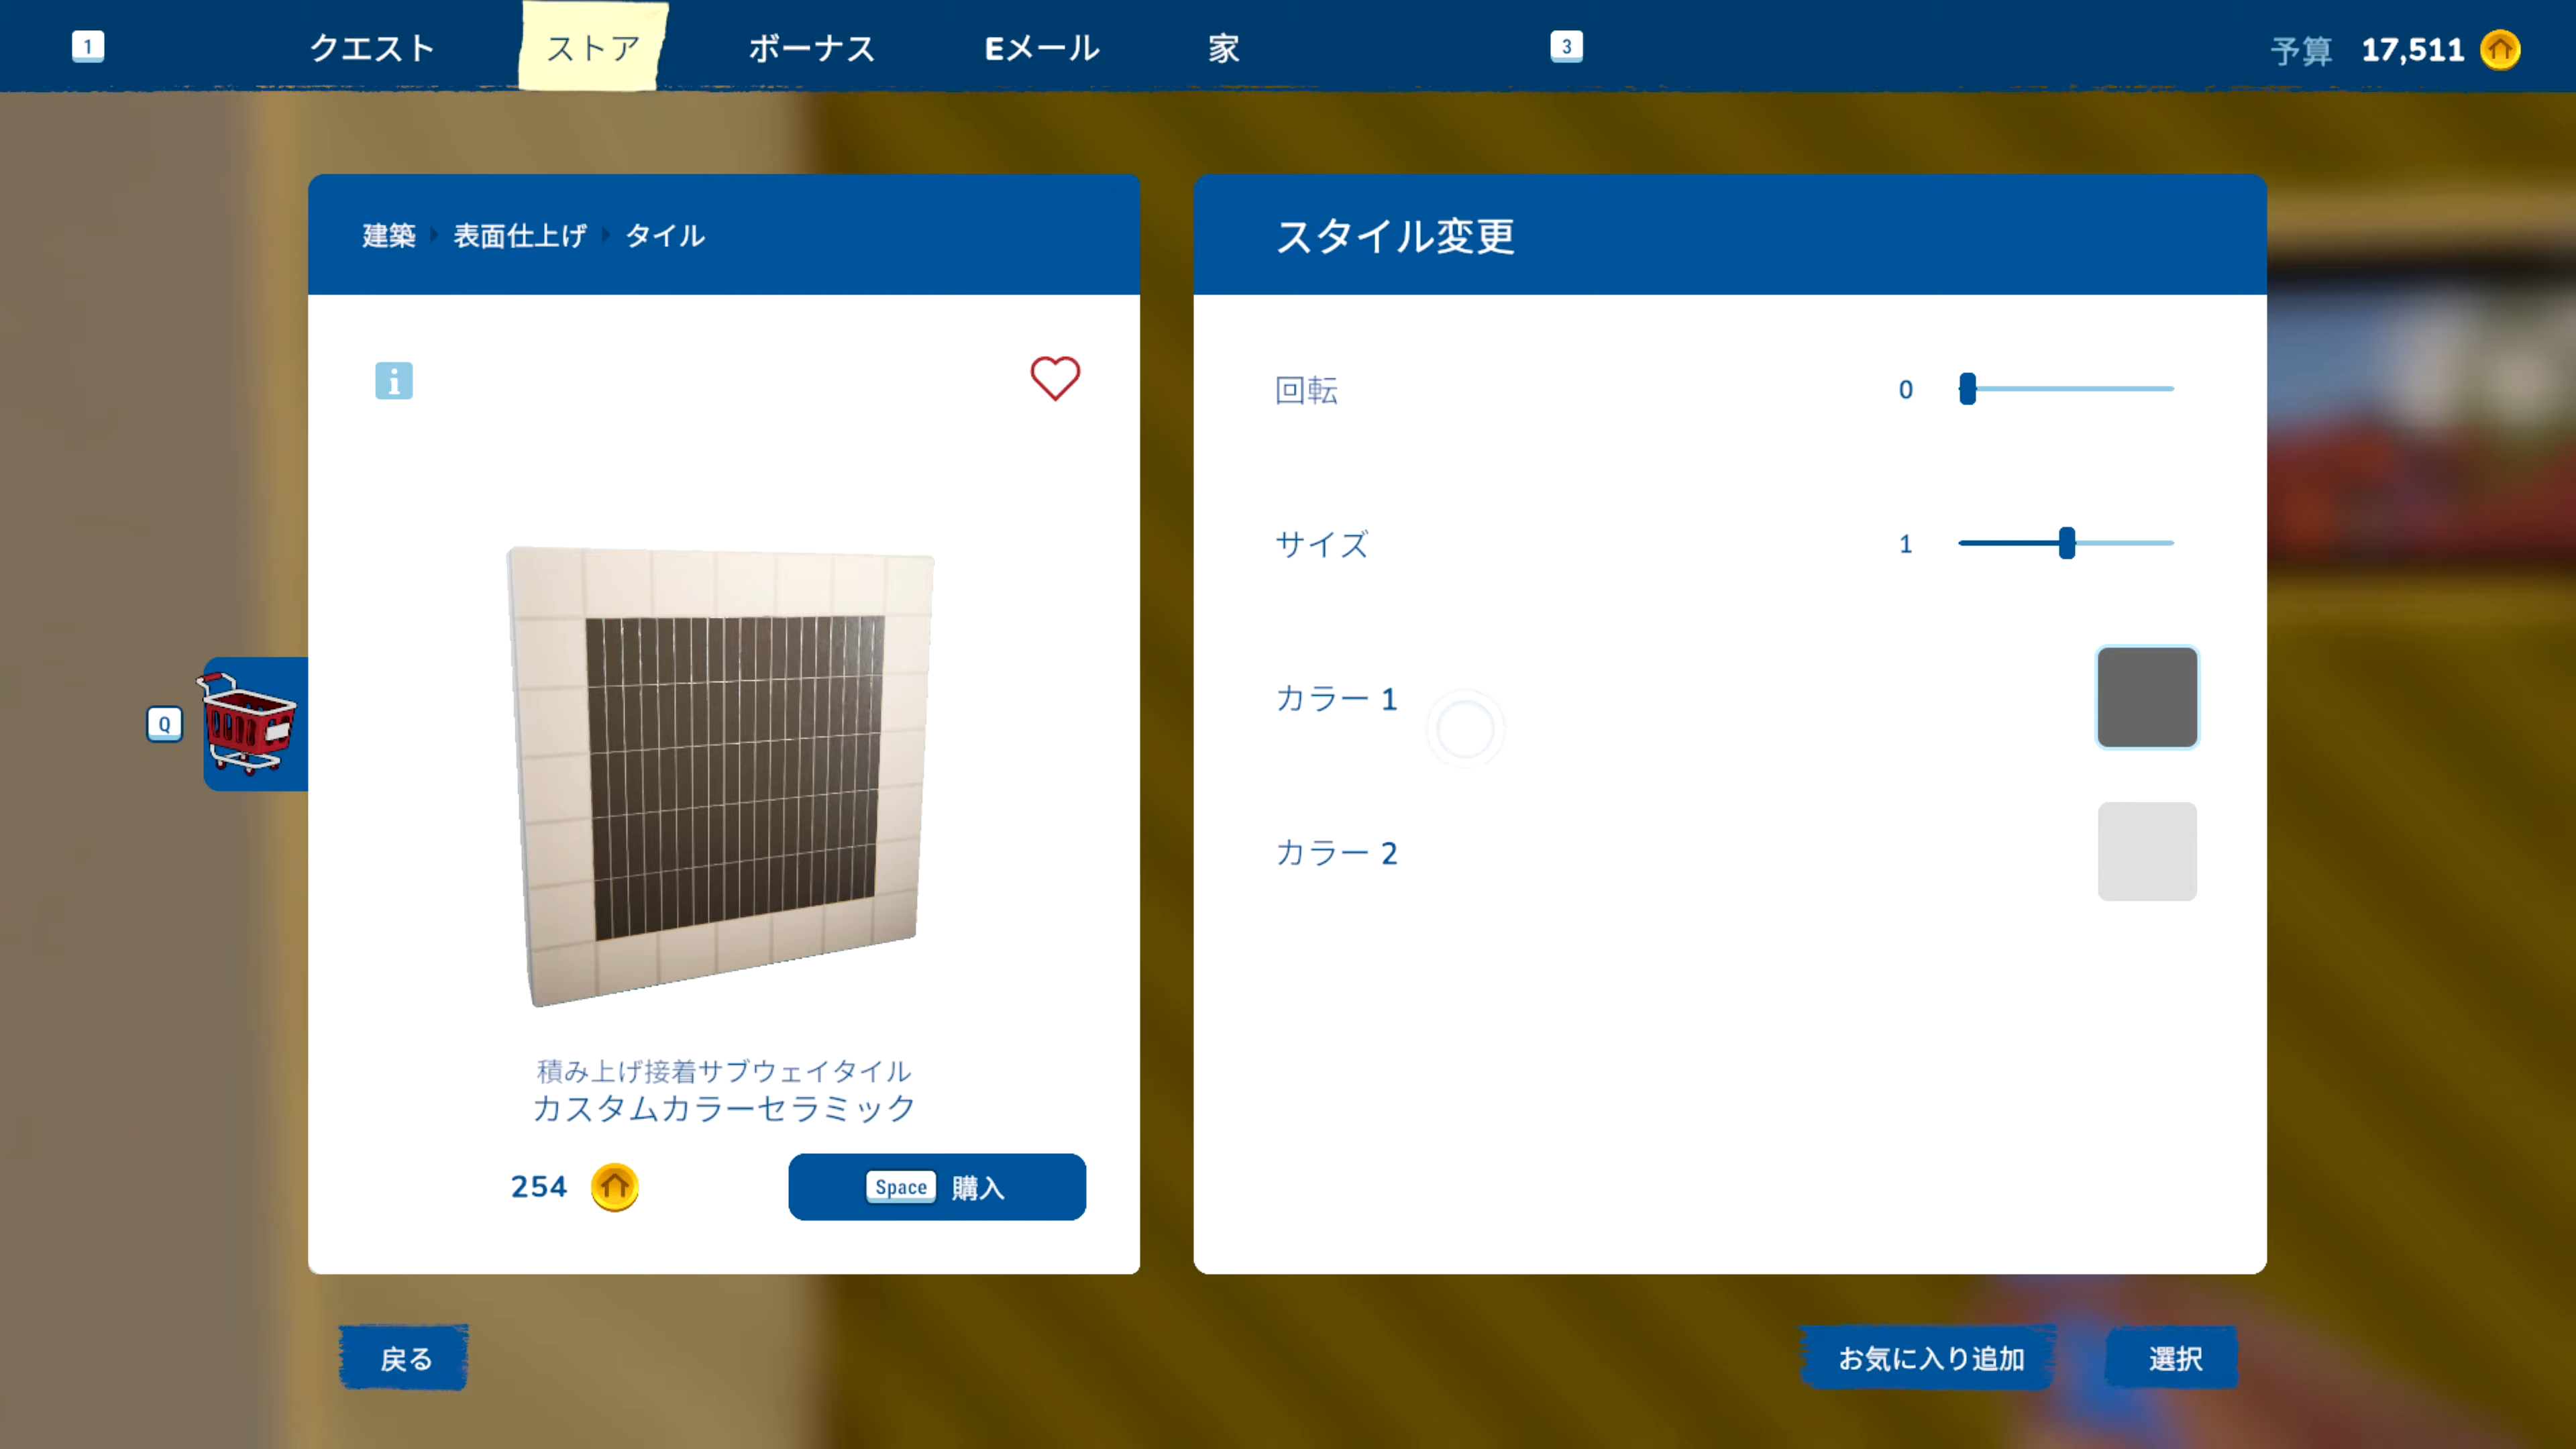 1 クエスト ストア ボーナス Eメール 家 3 予算 17,511
建築 表面仕上げ タイル
スタイル変更
回転 0
サイズ 1
カラー 1
Q
カラー 2
積み上げ接着サブウェイタイル
カスタムカラーセラミック
254 Space 購入
戻る お気に入り追加 選択